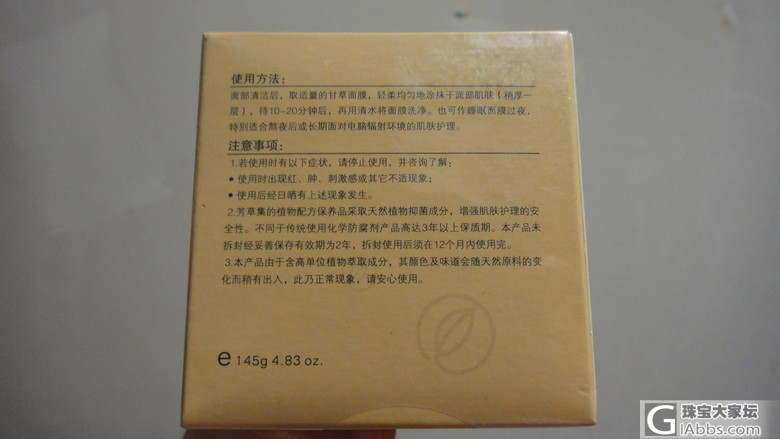 使用方法:
面部清洁后，取适量的甘草面膜，轻柔均匀地涂抹于面部肌肤（稍厚一
层），待10-20分钟后，再用清水将面膜洗净。也可作睡眠面膜过夜，
特别适合熬夜后或长期面对电脑辐射环境的肌肤护理。
注意事项:
1.若使用时有以下症状，请停止使用，并咨询了解:
•使用时出现红、肿、刺激感或其它不适现象;
•使用后经日晒有上述现象发生。
2.芳草集的植物配方保养品采取天然植物抑菌成分，增强肌肤护理的安
全性。不同于传统使用化学防腐剂产品高达3年以上保质期。本产品未
拆封经妥善保存有效期为2年，拆封使用后须在12个月内使用完。
3.本产品由于含高单位植物萃取成分，其颜色及味道会随天然原料的变
化而稍有出入，此乃正常现象，请安心使用。
e 145g 4.83 oz.
G 珠宝大家坛
GIAbbs.com